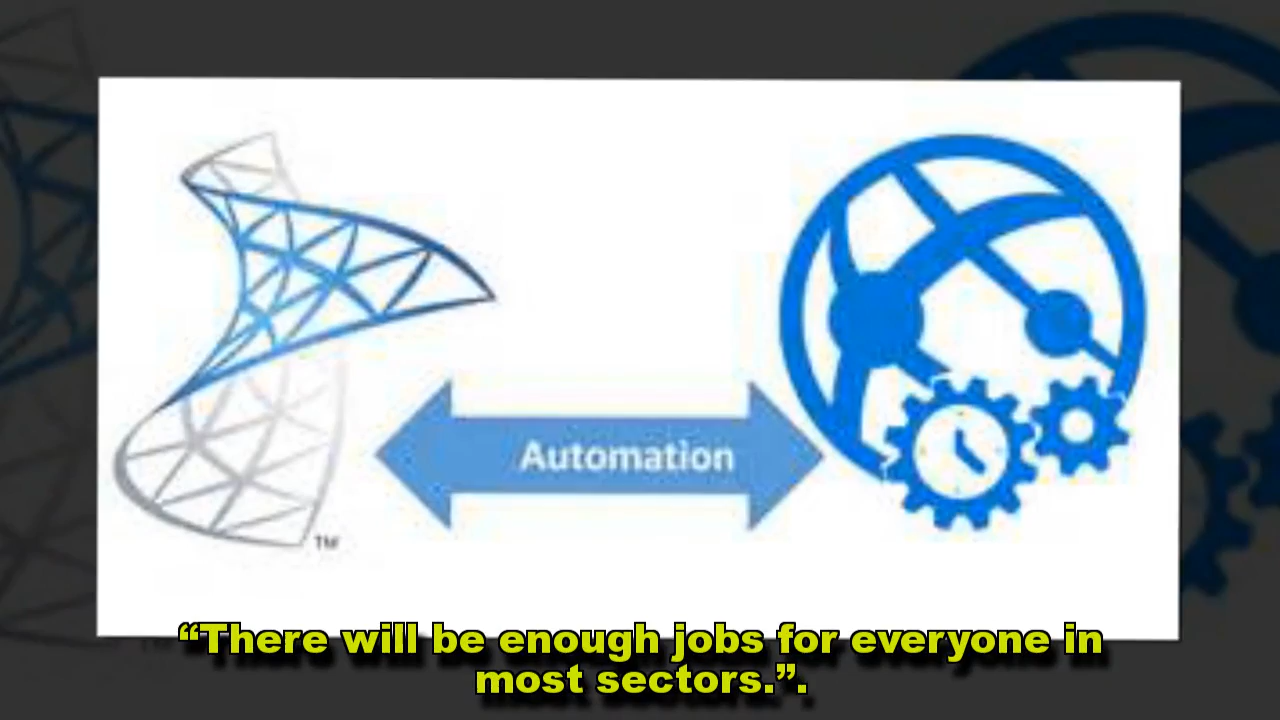 Automation
TM
“There will be enough jobs for everyone in
most sectors.”.